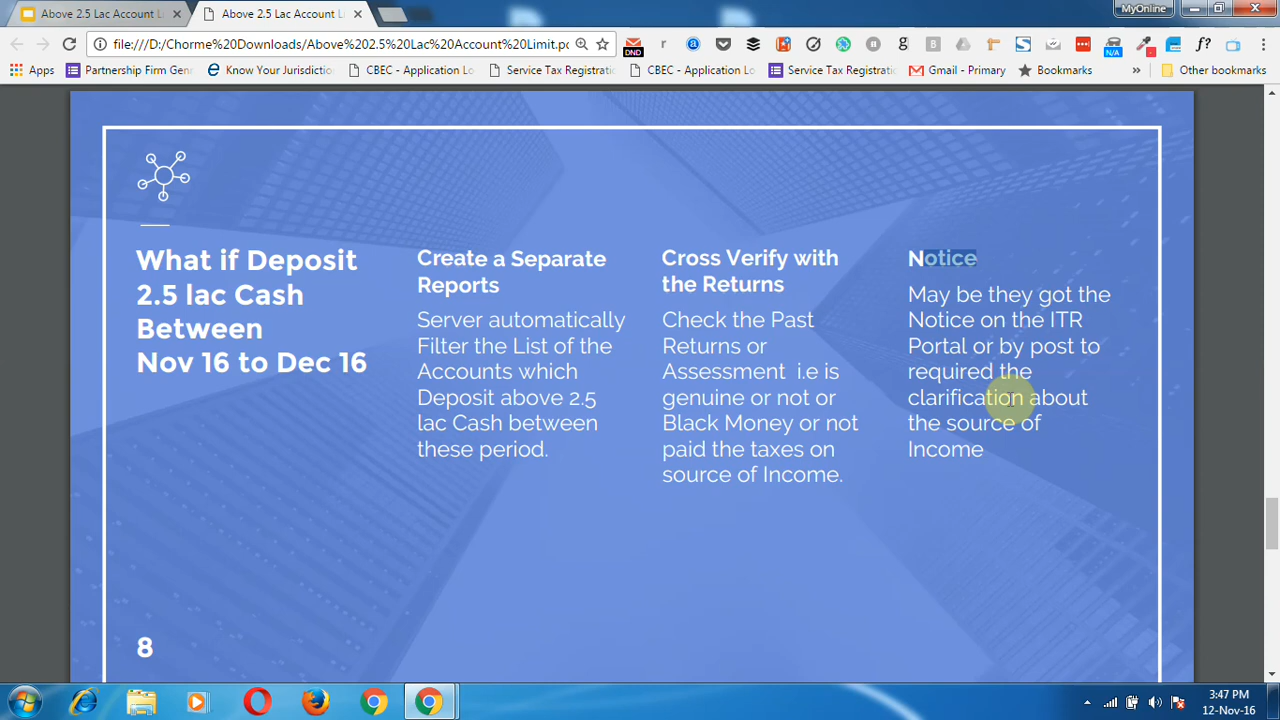 Above 2.5 Lac Account L
Above 2.5 Lac Account Lim
MyOnline
file:///D:/Chorme%20Downloads/Above%202.5%20Lac%20Account%20Limit.pd
DND
N/A
Apps
Partnership Firm Gen
Know Your Jurisdictio
CBEC - Application Lo
Service Tax Registrati
CBEC - Application Lo
Service Tax Registrati
Gmail - Primary
Bookmarks
Other bookmarks
What if Deposit
2.5 lac Cash
Between
Nov 16 to Dec 16
Create a Separate
Reports
Server automatically
Filter the List of the
Accounts which
Deposit above 2.5
lac Cash between
these period.
Cross Verify with
the Returns
Check the Past
Returns or
Assessment i.e is
genuine or not or
Black Money or not
paid the taxes on
source of Income.
Notice
May be they got the
Notice on the ITR
Portal or by post to
required the
clarification about
the source of
Income
8
3:47 PM
12-Nov-16